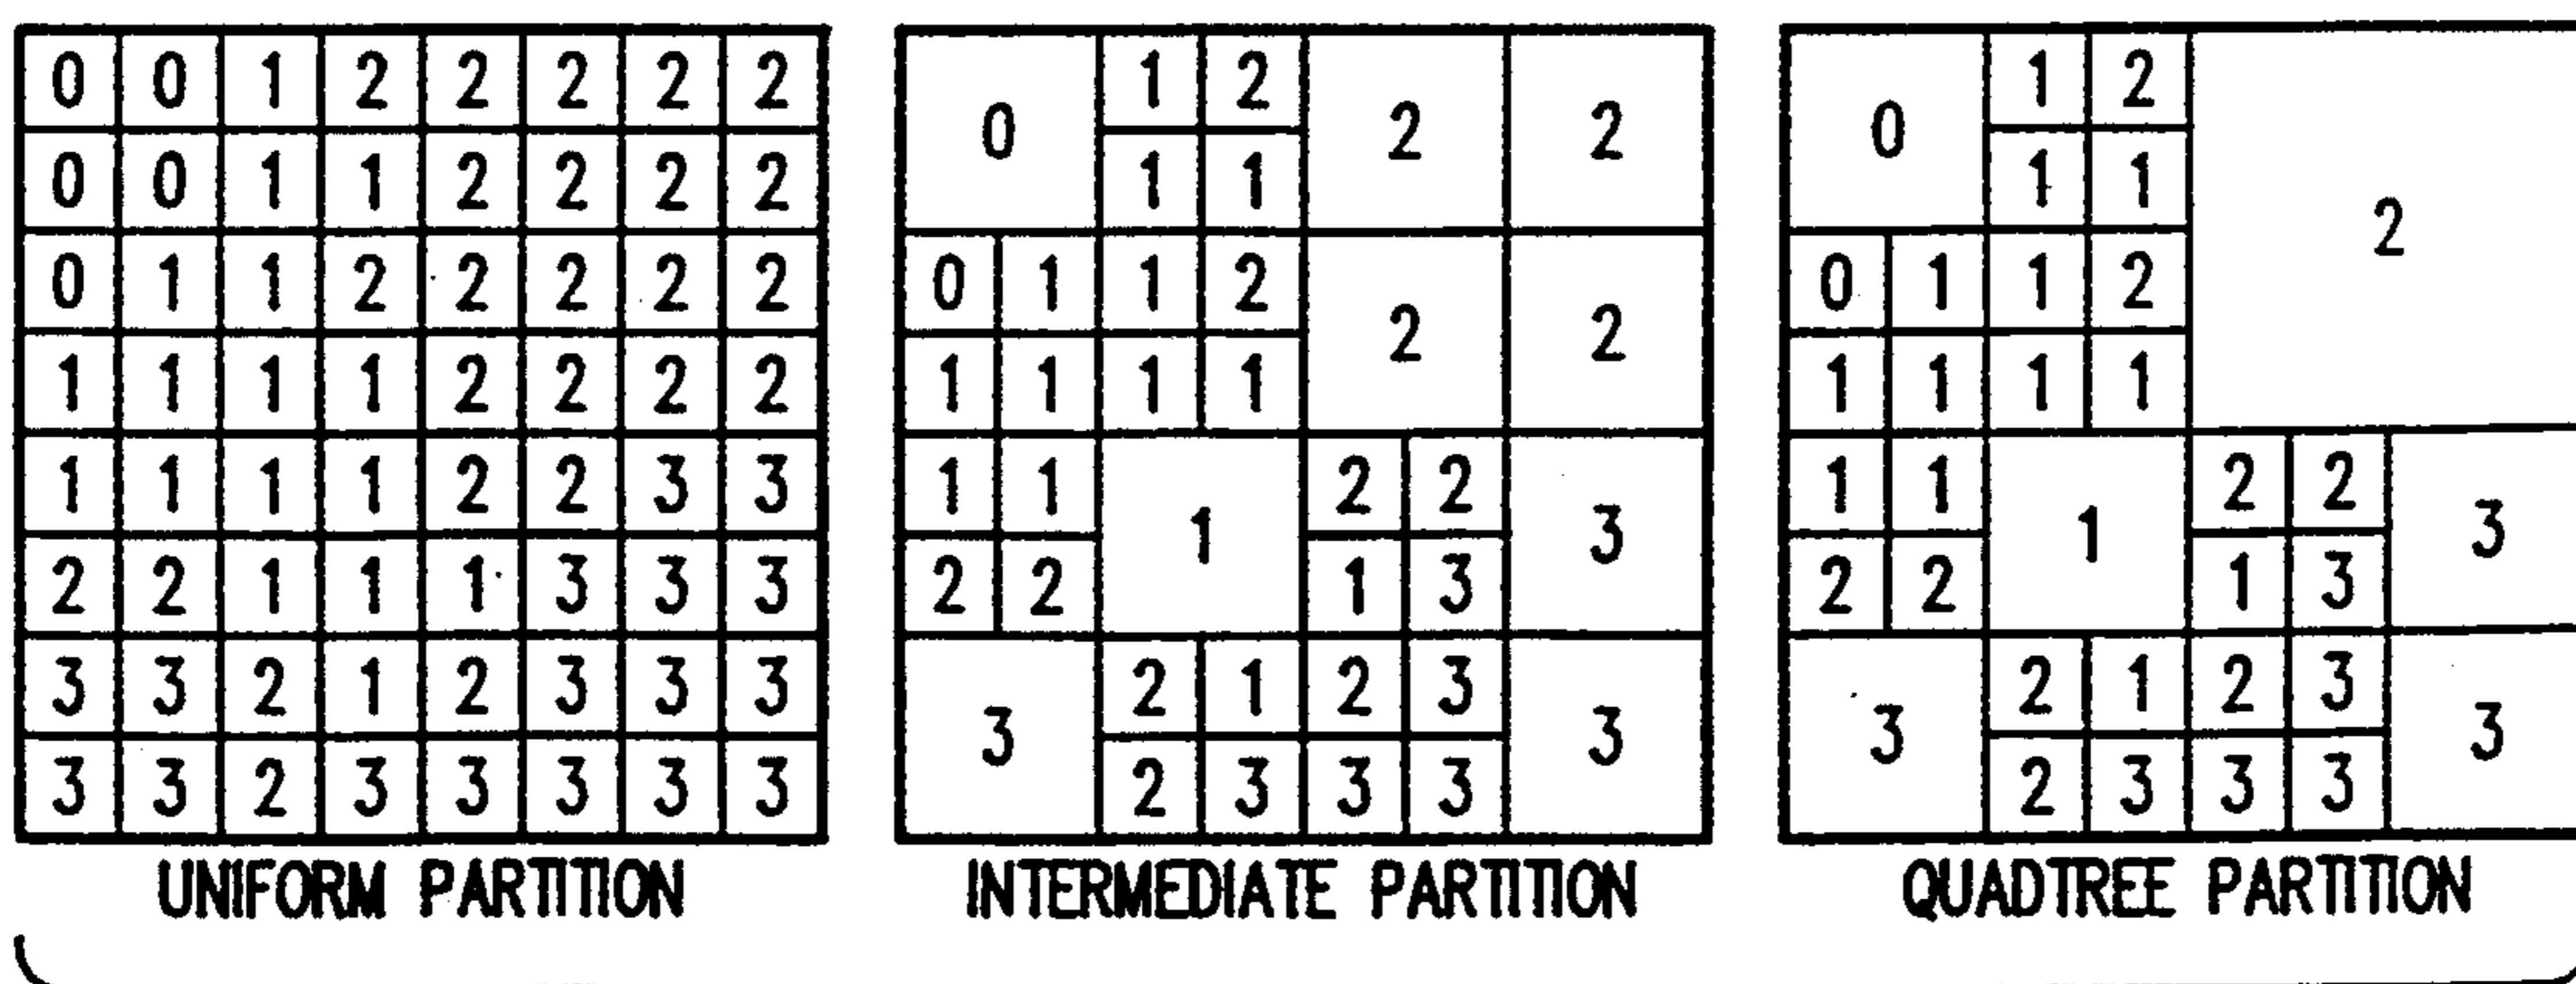 0 0 1 2 2 2 2 2
0 0 1 1 2 2 2 2
0 1 1 2 2 2 2 2
1 1 1 1 2 2 2 2
1 1 1 1 2 2 3 3
2 2 1 1 1 3 3 3
3 3 2 1 2 3 3 3
3 3 2 3 3 3 3 3
UNIFORM PARTITION
1 2
0 2 2
1 1
0 1 1 2
2 2
1 1 1 1
1 1 2 2
1 3
2 2 1 3
2 1 2 3
3 3
2 3 3 3
INTERMEDIATE PARTITION
1 2
0
1 1
2
0 1 1 2
1 1 1 1
1 1 2 2
1 3
2 2 1 3
2 1 2 3
3 3
2 3 3 3
QUADTREE PARTITION